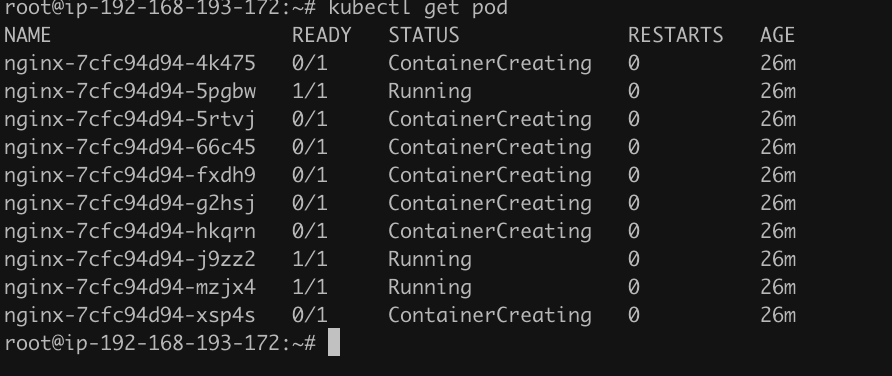 root@ip-192-168-193-172:~# kubectl get pod
NAME READY STATUS RESTARTS AGE
nginx-7cfc94d94-4k475 0/1 ContainerCreating 0 26m
nginx-7cfc94d94-5pgbw 1/1 Running 0 26m
nginx-7cfc94d94-5rtvj 0/1 ContainerCreating 0 26m
nginx-7cfc94d94-66c45 0/1 ContainerCreating 0 26m
nginx-7cfc94d94-fxdh9 0/1 ContainerCreating 0 26m
nginx-7cfc94d94-g2hsj 0/1 ContainerCreating 0 26m
nginx-7cfc94d94-hkqrn 0/1 ContainerCreating 0 26m
nginx-7cfc94d94-j9zz2 1/1 Running 0 26m
nginx-7cfc94d94-mzjx4 1/1 Running 0 26m
nginx-7cfc94d94-xsp4s 0/1 ContainerCreating 0 26m
root@ip-192-168-193-172:~#